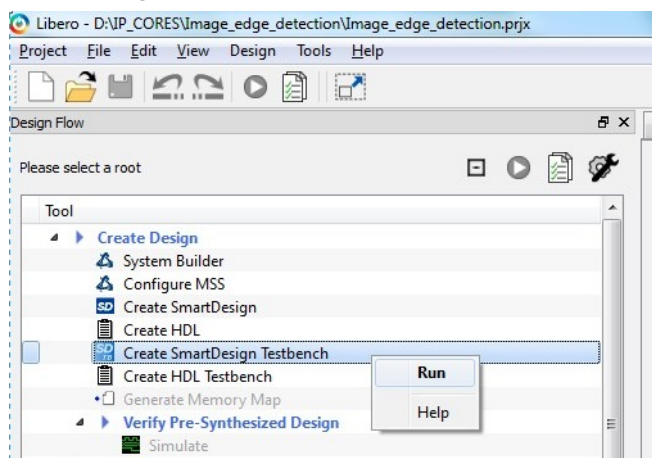 Libero - D:\IP_CORES\Image_edge_detection\Image_edge_detection.prjx
Project File Edit View Design Tools Help
Design Flow
Please select a root
Tool
Create Design
System Builder
Configure MSS
SD Create SmartDesign
Create HDL
SD TB Create SmartDesign Testbench
Run
Create HDL Testbench
Generate Memory Map
Help
Verify Pre-Synthesized Design
Simulate